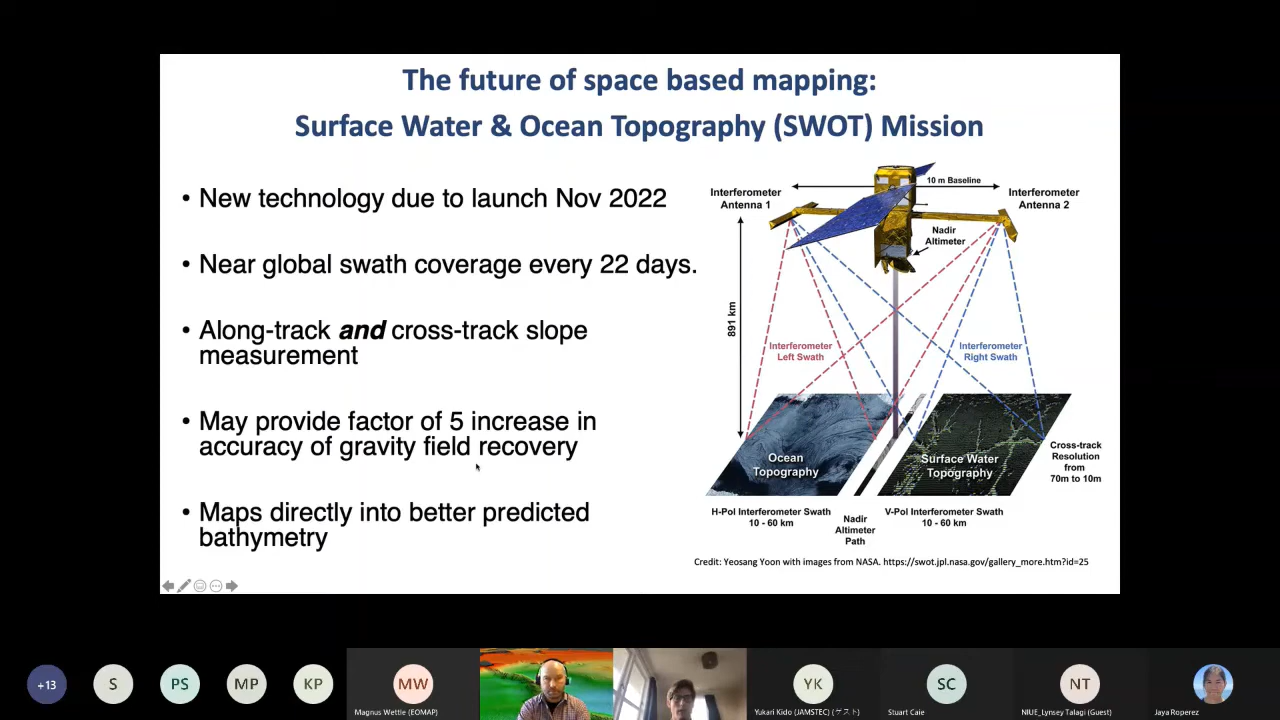 The future of space based mapping:
Surface Water & Ocean Topography (SWOT) Mission
• New technology due to launch Nov 2022
• Near global swath coverage every 22 days.
• Along-track and cross-track slope
measurement
• May provide factor of 5 increase in
accuracy of gravity field recovery
• Maps directly into better predicted
bathymetry
10 m Baseline
Interferometer
Antenna 1
Interferometer
Antenna 2
Nadir
Altimeter
891 km
Interferometer
Left Swath
Interferometer
Right Swath
Ocean
Topography
Surface Water
Topography
Cross-track
Resolution
from
70m to 10m
H-Pol Interferometer Swath
10 - 60 km
Nadir
Altimeter
Path
V-Pol Interferometer Swath
10 - 60 km
Credit: Yeosang Yoon with images from NASA. https://swot.jpl.nasa.gov/gallery_more.htm?id=25
+13
S
PS
MP
KP
MW
Magnus Wettle (EOMAP)
YK
Yukari Kido (JAMSTEC) (ゲスト)
SC
Stuart Caie
NT
NIUE_Lynsey Talagi (Guest)
Jaya Roperez